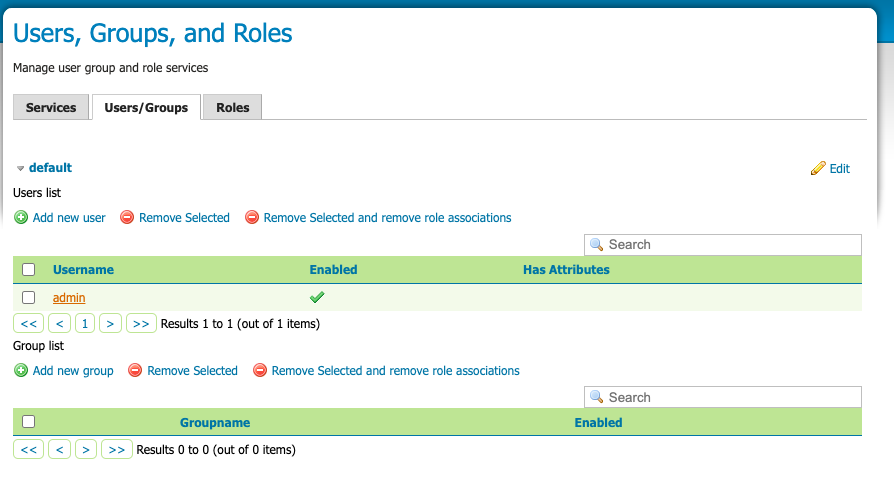 Users, Groups, and Roles
Manage user group and role services
Services Users/Groups Roles
default Edit
Users list
Add new user Remove Selected Remove Selected and remove role associations
Search
Username Enabled Has Attributes
admin
<< < 1 > >> Results 1 to 1 (out of 1 items)
Group list
Add new group Remove Selected Remove Selected and remove role associations
Search
Groupname Enabled
<< < > >> Results 0 to 0 (out of 0 items)